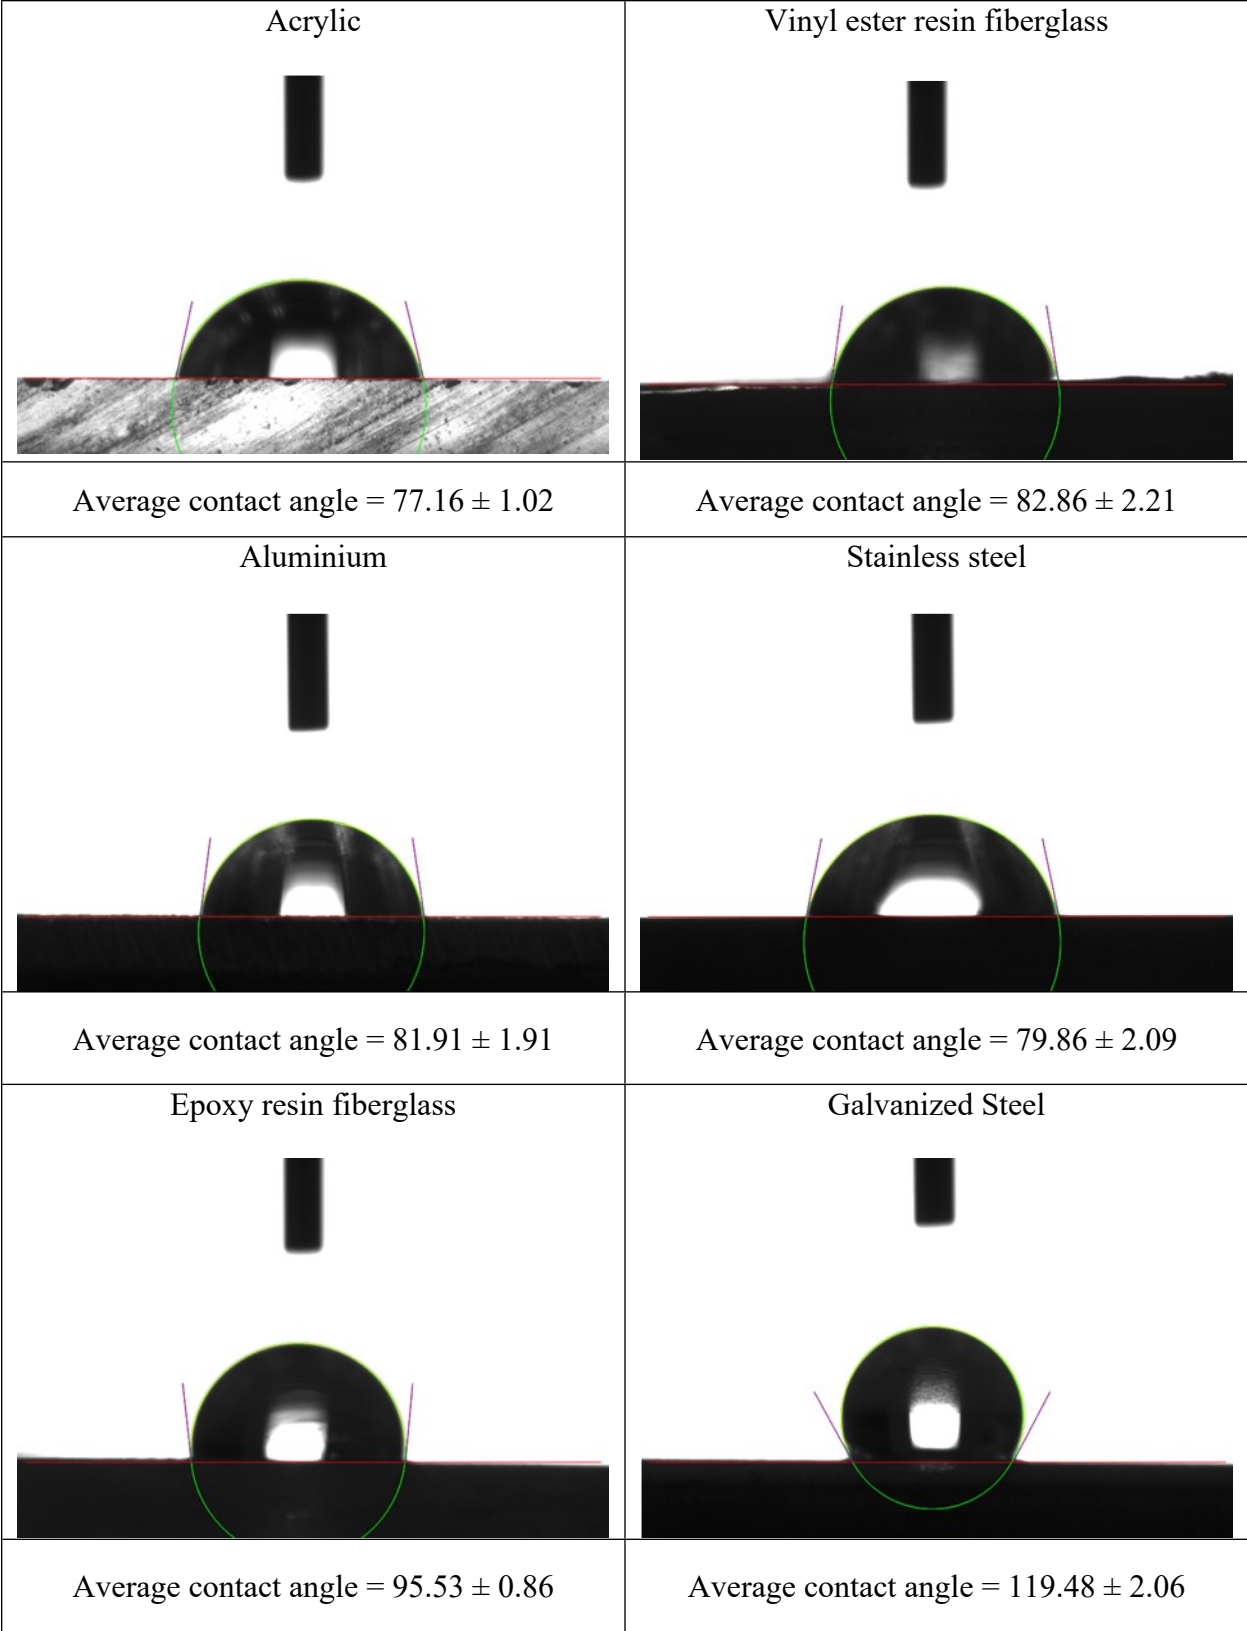 Acrylic
Vinyl ester resin fiberglass
Average contact angle = 77.16 ± 1.02
Average contact angle = 82.86 ± 2.21
Aluminium
Stainless steel
Average contact angle = 81.91 ± 1.91
Average contact angle = 79.86 ± 2.09
Epoxy resin fiberglass
Galvanized Steel
Average contact angle = 95.53 ± 0.86
Average contact angle = 119.48 ± 2.06